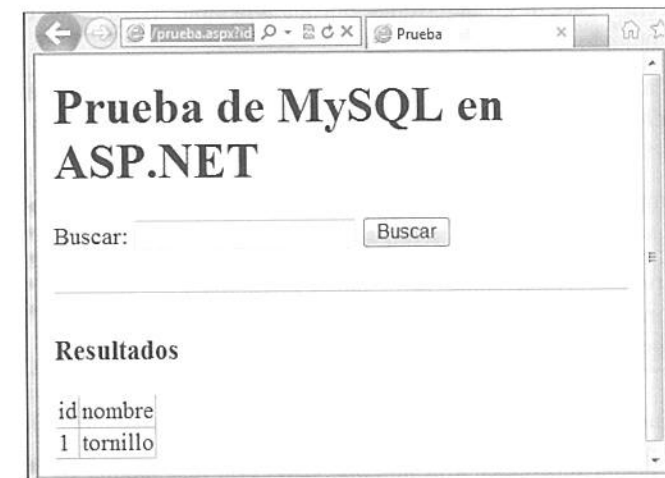 /prueba.aspx?id
Prueba
Prueba de MySQL en
ASP.NET
Buscar:
Buscar
Resultados
id nombre
1 tornillo